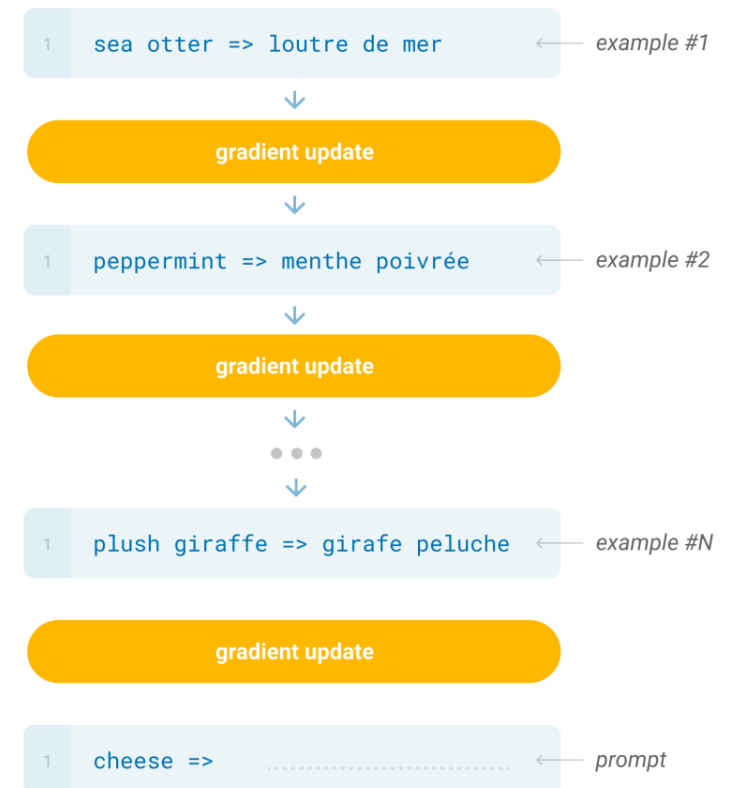 1 sea otter => loutre de mer example #1
gradient update
1 peppermint => menthe poivrée example #2
gradient update
1 plush giraffe => girafe peluche example #N
gradient update
1 cheese => prompt